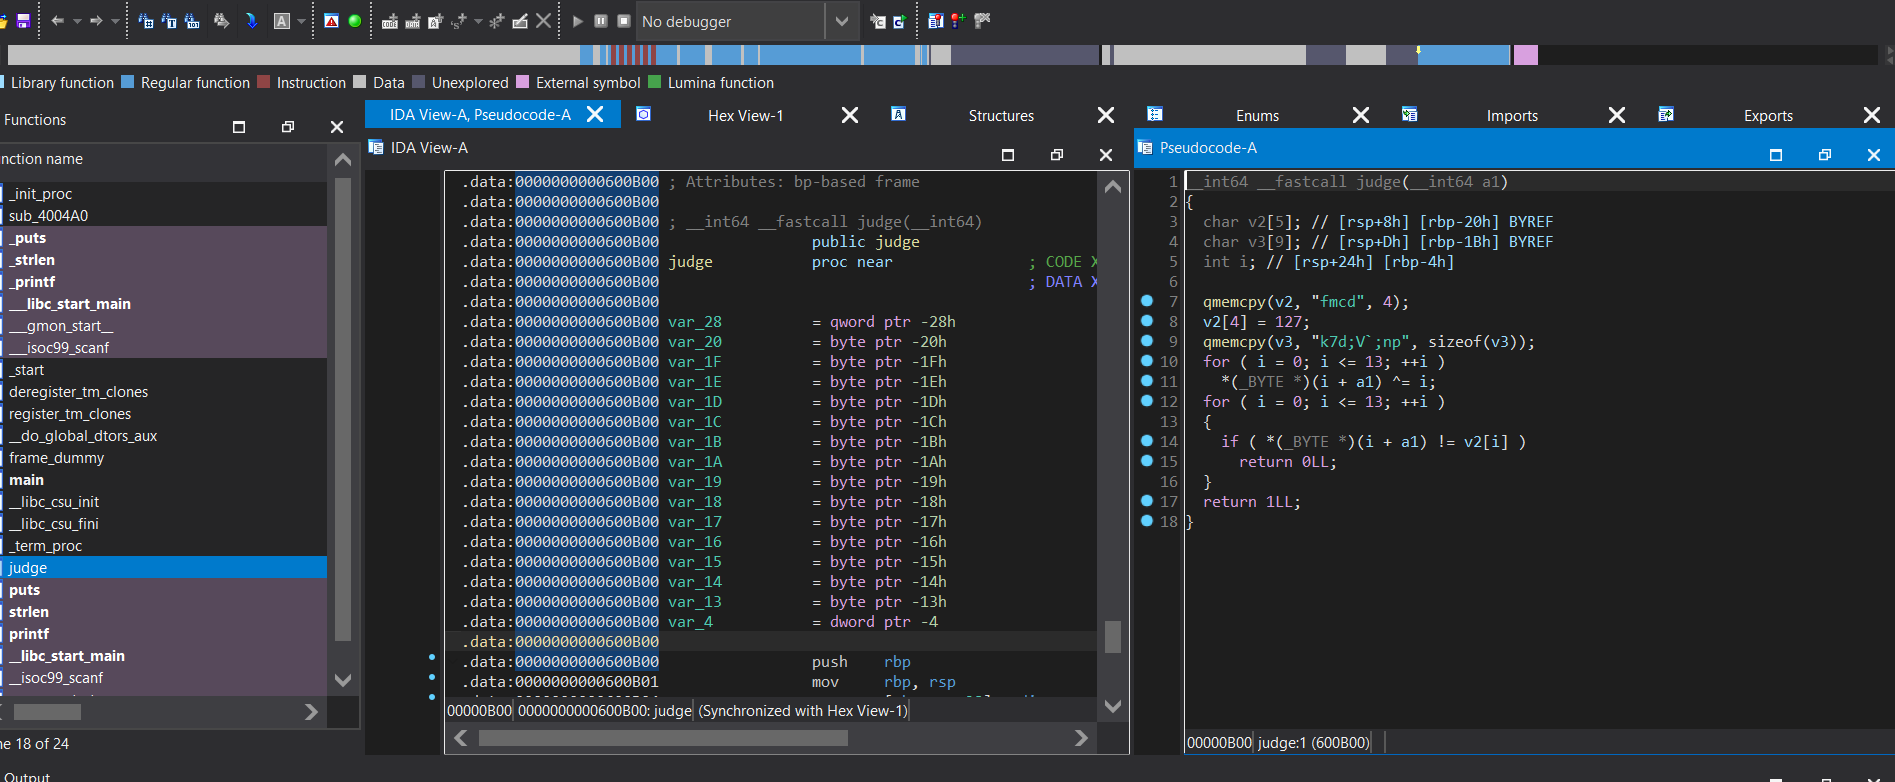 No debugger
Library function Regular function Instruction Data Unexplored External symbol Lumina function
Functions
nction name
_init_proc
sub_4004A0
_puts
_strlen
_printf
___libc_start_main
___gmon_start__
___isoc99_scanf
_start
deregister_tm_clones
register_tm_clones
__do_global_dtors_aux
frame_dummy
main
__libc_csu_init
__libc_csu_fini
_term_proc
judge
puts
strlen
printf
__libc_start_main
__isoc99_scanf
ne 18 of 24
Output
IDA View-A, Pseudocode-A Hex View-1 Structures Enums Imports Exports
IDA View-A
.data:0000000000600B00 ; Attributes: bp-based frame
.data:0000000000600B00
.data:0000000000600B00 ; __int64 __fastcall judge(__int64)
.data:0000000000600B00 public judge
.data:0000000000600B00 judge proc near ; CODE X
.data:0000000000600B00 ; DATA X
.data:0000000000600B00
.data:0000000000600B00 var_28 = qword ptr -28h
.data:0000000000600B00 var_20 = byte ptr -20h
.data:0000000000600B00 var_1F = byte ptr -1Fh
.data:0000000000600B00 var_1E = byte ptr -1Eh
.data:0000000000600B00 var_1D = byte ptr -1Dh
.data:0000000000600B00 var_1C = byte ptr -1Ch
.data:0000000000600B00 var_1B = byte ptr -1Bh
.data:0000000000600B00 var_1A = byte ptr -1Ah
.data:0000000000600B00 var_19 = byte ptr -19h
.data:0000000000600B00 var_18 = byte ptr -18h
.data:0000000000600B00 var_17 = byte ptr -17h
.data:0000000000600B00 var_16 = byte ptr -16h
.data:0000000000600B00 var_15 = byte ptr -15h
.data:0000000000600B00 var_14 = byte ptr -14h
.data:0000000000600B00 var_13 = byte ptr -13h
.data:0000000000600B00 var_4 = dword ptr -4
.data:0000000000600B00
.data:0000000000600B00 push rbp
.data:0000000000600B01 mov rbp, rsp
00000B00 0000000000600B00: judge (Synchronized with Hex View-1)
Pseudocode-A
1 __int64 __fastcall judge(__int64 a1)
2 {
3 char v2[5]; // [rsp+8h] [rbp-20h] BYREF
4 char v3[9]; // [rsp+Dh] [rbp-1Bh] BYREF
5 int i; // [rsp+24h] [rbp-4h]
6
7 qmemcpy(v2, "fmcd", 4);
8 v2[4] = 127;
9 qmemcpy(v3, "k7d;V`;np", sizeof(v3));
10 for ( i = 0; i <= 13; ++i )
11 *(_BYTE *)(i + a1) ^= i;
12 for ( i = 0; i <= 13; ++i )
13 {
14 if ( *(_BYTE *)(i + a1) != v2[i] )
15 return 0LL;
16 }
17 return 1LL;
18 }
00000B00 judge:1 (600B00)